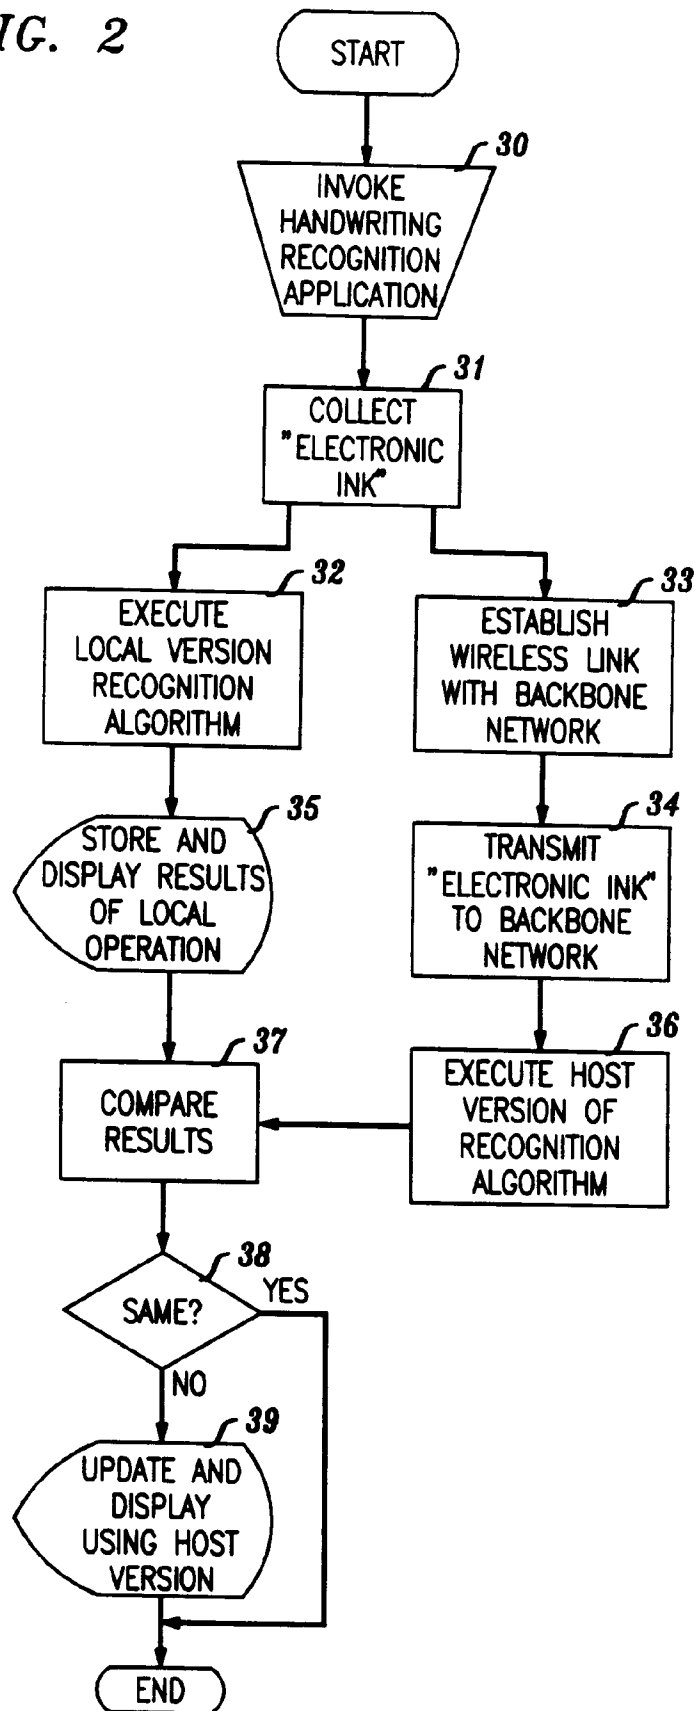 IG. 2
START
30
INVOKE
HANDWRITING
RECOGNITION
APPLICATION
31
COLLECT
"ELECTRONIC
INK"
32
EXECUTE
LOCAL VERSION
RECOGNITION
ALGORITHM
33
ESTABLISH
WIRELESS LINK
WITH BACKBONE
NETWORK
35
STORE AND
DISPLAY RESULTS
OF LOCAL
OPERATION
34
TRANSMIT
"ELECTRONIC INK"
TO BACKBONE
NETWORK
37
COMPARE
RESULTS
36
EXECUTE HOST
VERSION OF
RECOGNITION
ALGORITHM
38
SAME?
YES
NO
39
UPDATE AND
DISPLAY
USING HOST
VERSION
END